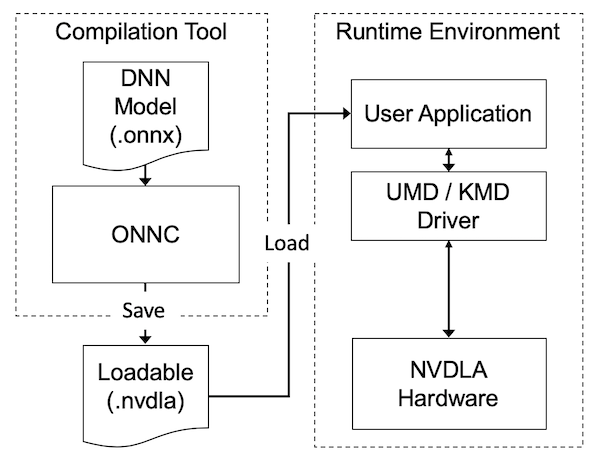 Compilation Tool
DNN
Model
(.onnx)
ONNC
Save
Loadable
(.nvdla)
Load
Runtime Environment
User Application
UMD / KMD
Driver
NVDLA
Hardware